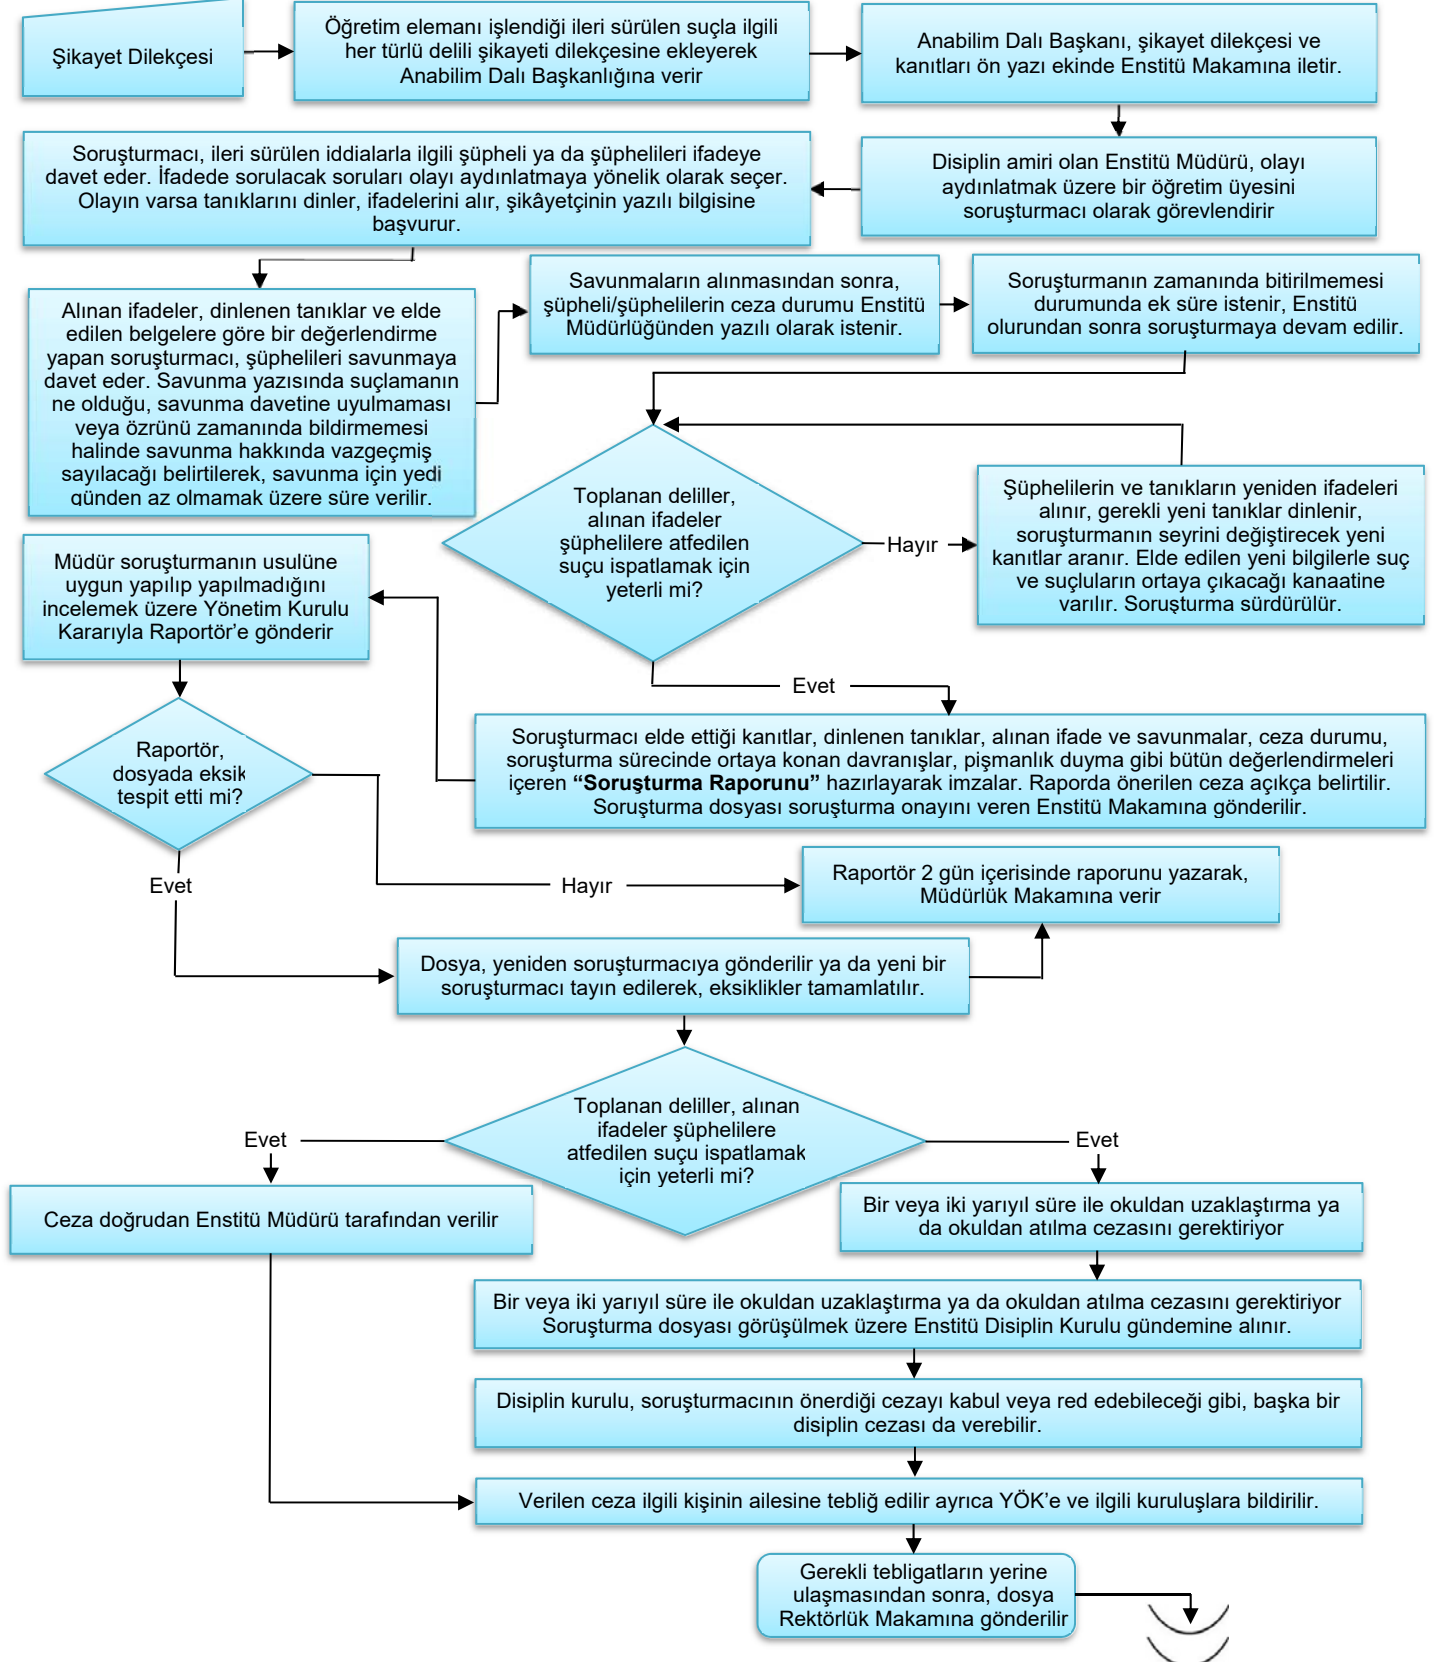 Şikayet Dilekçesi
Öğretim elemanı işlendiği ileri sürülen suçla ilgili
her türlü delili şikayeti dilekçesine ekleyerek
Anabilim Dalı Başkanlığına verir
Anabilim Dalı Başkanı, şikayet dilekçesi ve
kanıtları ön yazı ekinde Enstitü Makamına iletir.
Disiplin amiri olan Enstitü Müdürü, olayı
aydınlatmak üzere bir öğretim üyesini
soruşturmacı olarak görevlendirir
Soruşturmacı, ileri sürülen iddialarla ilgili şüpheli ya da şüphelileri ifadeye
davet eder. İfadede sorulacak soruları olayı aydınlatmaya yönelik olarak seçer.
Olayın varsa tanıklarını dinler, ifadelerini alır, şikâyetçinin yazılı bilgisine
başvurur.
Alınan ifadeler, dinlenen tanıklar ve elde
edilen belgelere göre bir değerlendirme
yapan soruşturmacı, şüphelileri savunmaya
davet eder. Savunma yazısında suçlamanın
ne olduğu, savunma davetine uyulmaması
veya özrünü zamanında bildirmemesi
halinde savunma hakkında vazgeçmiş
sayılacağı belirtilerek, savunma için yedi
günden az olmamak üzere süre verilir.
Savunmaların alınmasından sonra,
şüpheli/şüphelilerin ceza durumu Enstitü
Müdürlüğünden yazılı olarak istenir.
Soruşturmanın zamanında bitirilmemesi
durumunda ek süre istenir, Enstitü
olurundan sonra soruşturmaya devam edilir.
Toplanan deliller,
alınan ifadeler
şüphelilere atfedilen
suçu ispatlamak için
yeterli mi?
Hayır
Şüphelilerin ve tanıkların yeniden ifadeleri
alınır, gerekli yeni tanıklar dinlenir,
soruşturmanın seyrini değiştirecek yeni
kanıtlar aranır. Elde edilen yeni bilgilerle suç
ve suçluların ortaya çıkacağı kanaatine
varılır. Soruşturma sürdürülür.
Evet
Soruşturmacı elde ettiği kanıtlar, dinlenen tanıklar, alınan ifade ve savunmalar, ceza durumu,
soruşturma sürecinde ortaya konan davranışlar, pişmanlık duyma gibi bütün değerlendirmeleri
içeren “Soruşturma Raporunu” hazırlayarak imzalar. Raporda önerilen ceza açıkça belirtilir.
Soruşturma dosyası soruşturma onayını veren Enstitü Makamına gönderilir.
Müdür soruşturmanın usulüne
uygun yapılıp yapılmadığını
incelemek üzere Yönetim Kurulu
Kararıyla Raportör’e gönderir
Raportör,
dosyada eksik
tespit etti mi?
Evet
Hayır
Raportör 2 gün içerisinde raporunu yazarak,
Müdürlük Makamına verir
Dosya, yeniden soruşturmacıya gönderilir ya da yeni bir
soruşturmacı tayin edilerek, eksiklikler tamamlatılır.
Toplanan deliller, alınan
ifadeler şüphelilere
atfedilen suçu ispatlamak
için yeterli mi?
Evet
Evet
Ceza doğrudan Enstitü Müdürü tarafından verilir
Bir veya iki yarıyıl süre ile okuldan uzaklaştırma ya
da okuldan atılma cezasını gerektiriyor
Bir veya iki yarıyıl süre ile okuldan uzaklaştırma ya da okuldan atılma cezasını gerektiriyor
Soruşturma dosyası görüşülmek üzere Enstitü Disiplin Kurulu gündemine alınır.
Disiplin kurulu, soruşturmacının önerdiği cezayı kabul veya red edebileceği gibi, başka bir
disiplin cezası da verebilir.
Verilen ceza ilgili kişinin ailesine tebliğ edilir ayrıca YÖK’e ve ilgili kuruluşlara bildirilir.
Gerekli tebligatların yerine
ulaşmasından sonra, dosya
Rektörlük Makamına gönderilir